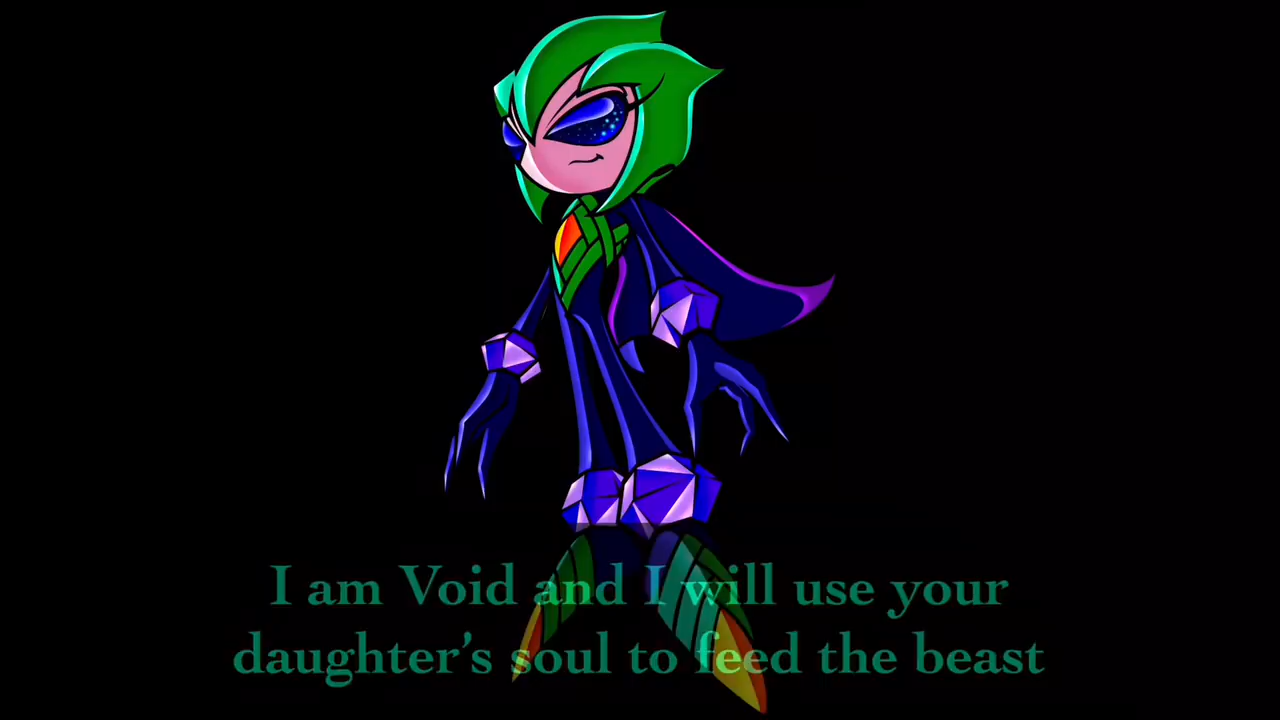 I am Void and I will use your
daughter’s soul to feed the beast